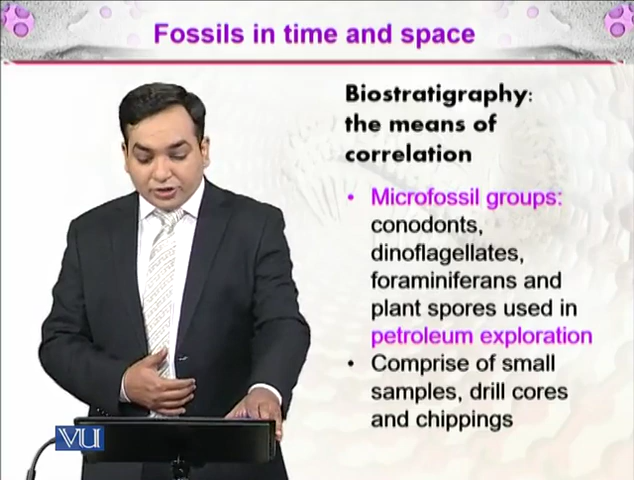 Fossils in time and space
Biostratigraphy:
the means of
correlation
• Microfossil groups:
conodonts,
dinoflagellates,
foraminiferans and
plant spores used in
petroleum exploration
• Comprise of small
samples, drill cores
and chippings
VU